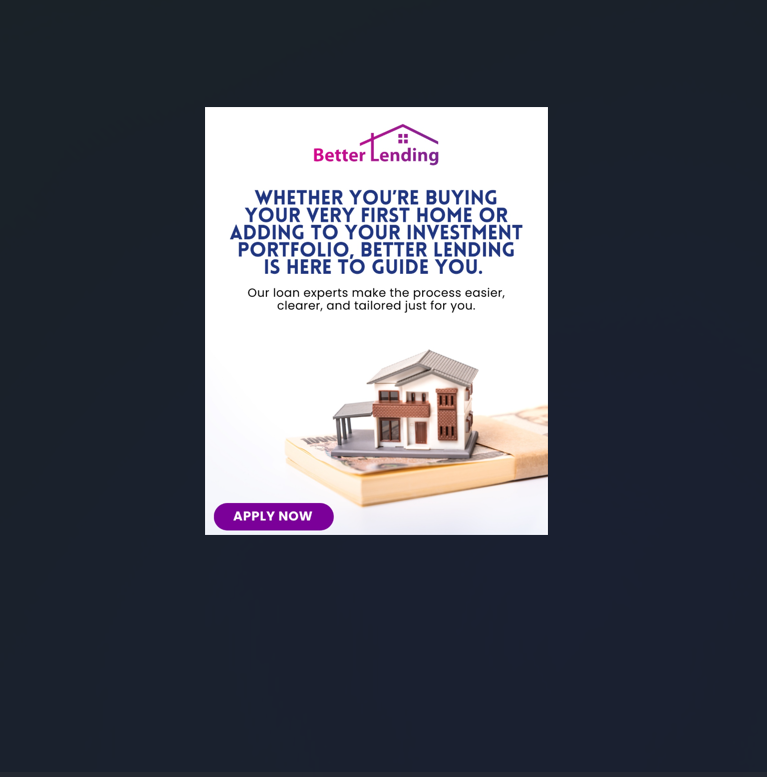 Better Lending
WHETHER YOU'RE BUYING
YOUR VERY FIRST HOME OR
ADDING TO YOUR INVESTMENT
PORTFOLIO, BETTER LENDING
IS HERE TO GUIDE YOU.
Our loan experts make the process easier,
clearer, and tailored just for you.
APPLY NOW